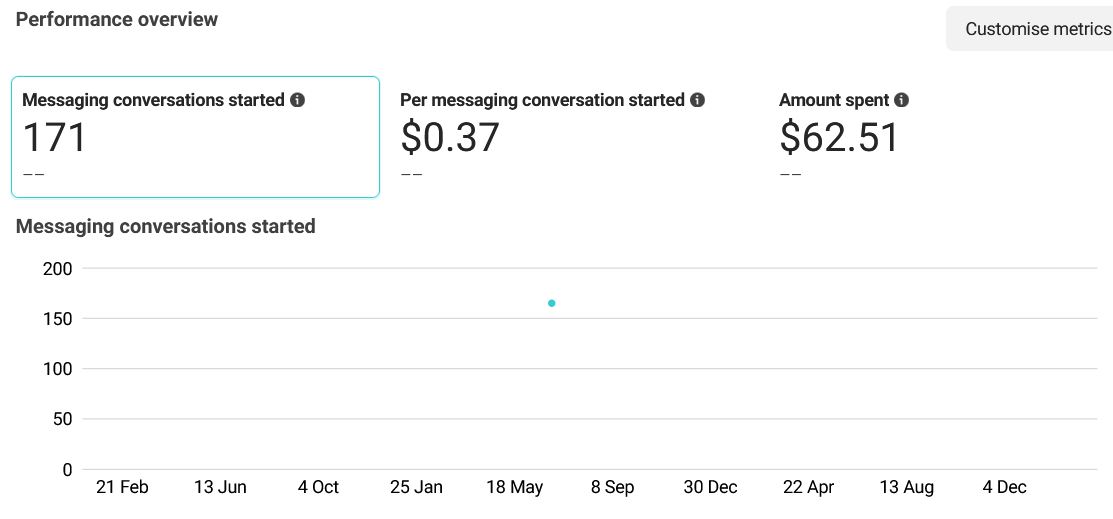 Performance overview
Customise metrics
Messaging conversations started
171
——
Per messaging conversation started
$0.37
——
Amount spent
$62.51
——
Messaging conversations started
200
150
100
50
0
21 Feb 13 Jun 4 Oct 25 Jan 18 May 8 Sep 30 Dec 22 Apr 13 Aug 4 Dec